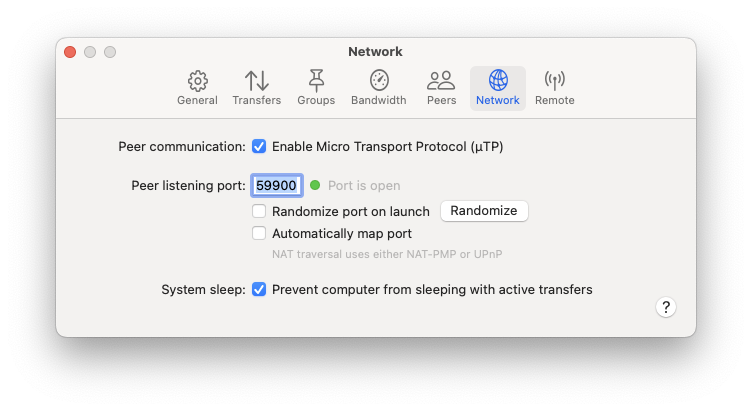 Network
General Transfers Groups Bandwidth Peers Network Remote
Peer communication: Enable Micro Transport Protocol (µTP)
Peer listening port: 59900 Port is open
Randomize port on launch Randomize
Automatically map port
NAT traversal uses either NAT-PMP or UPnP
System sleep: Prevent computer from sleeping with active transfers
?